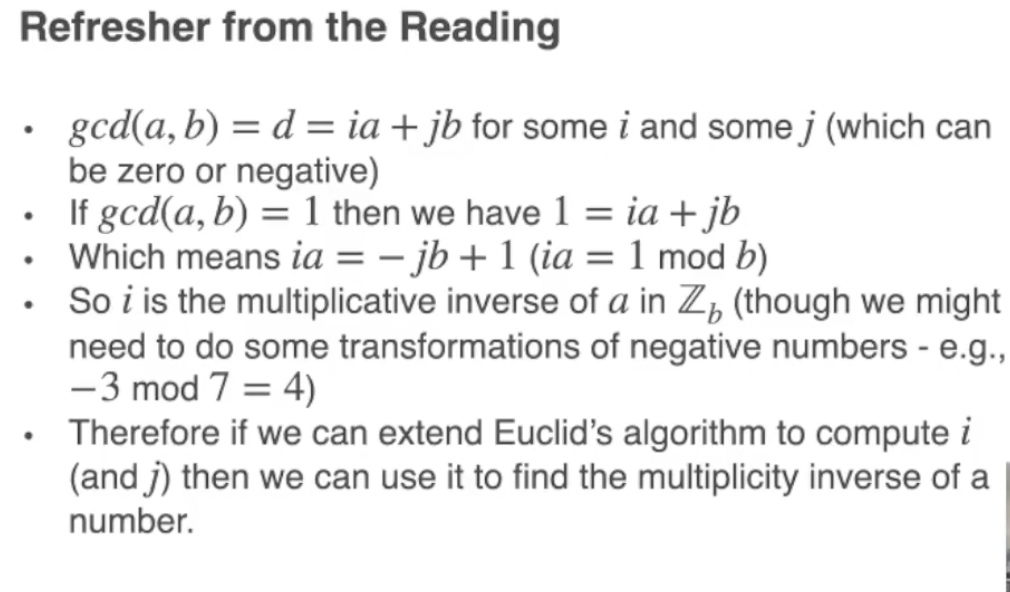 Refresher from the Reading
• gcd(a, b) = d = ia + jb for some i and some j (which can
be zero or negative)
• If gcd(a, b) = 1 then we have 1 = ia + jb
• Which means ia = − jb + 1 (ia = 1 mod b)
• So i is the multiplicative inverse of a in ℤb (though we might
need to do some transformations of negative numbers - e.g.,
−3 mod 7 = 4)
• Therefore if we can extend Euclid’s algorithm to compute i
(and j) then we can use it to find the multiplicity inverse of a
number.